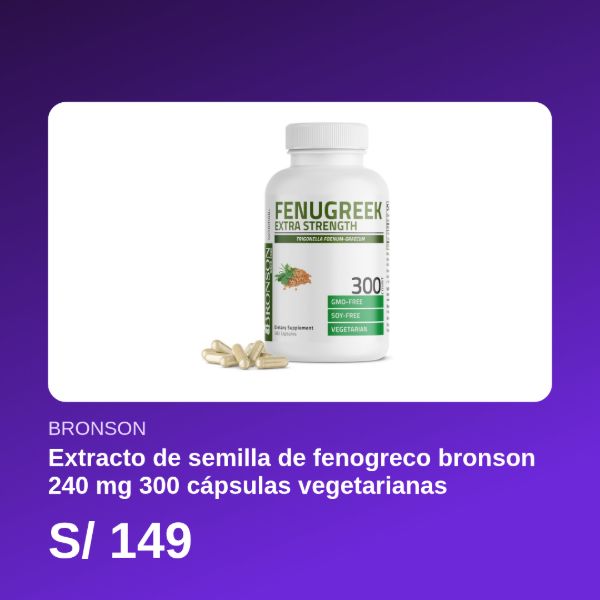 FENUGREEK
EXTRA STRENGTH
TRIGONELLA FOENUM-GRAECUM
BRONSON
300
GMO-FREE
SOY-FREE
VEGETARIAN
Dietary Supplement
BRONSON
Extracto de semilla de fenogreco bronson
240 mg 300 cápsulas vegetarianas
S/ 149